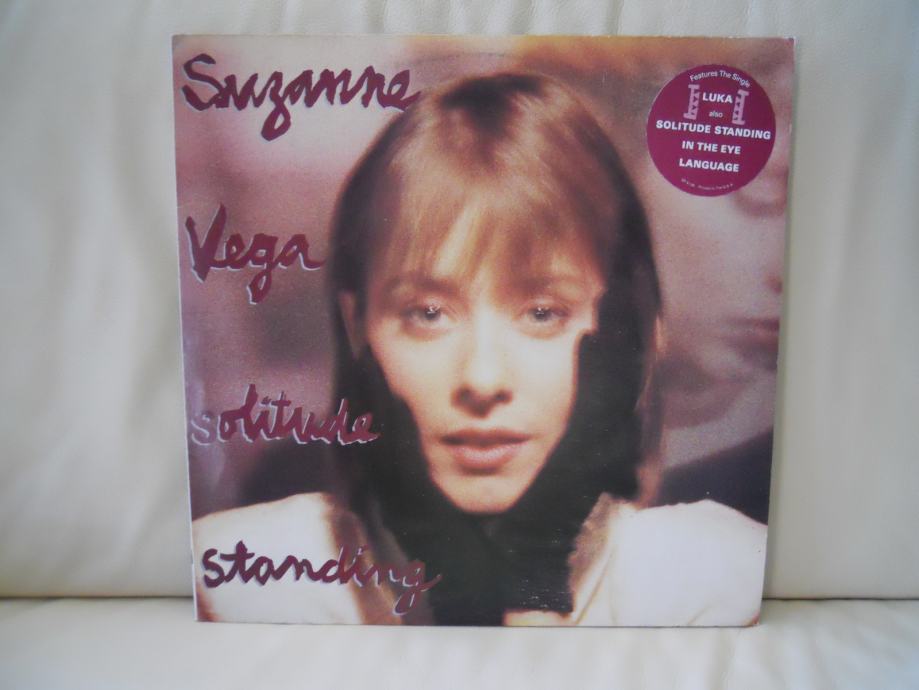 Suzanne
Vega
solitude
standing
Features The Single
LUKA
also
SOLITUDE STANDING
IN THE EYE
LANGUAGE